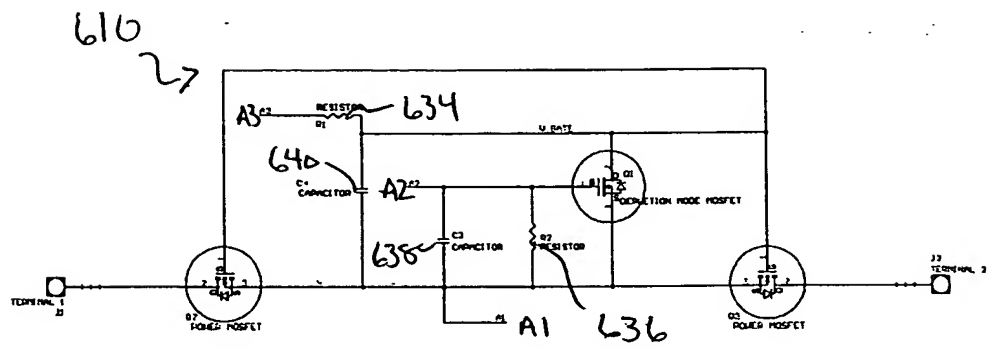 610
A3
RESISTOR
634
R1
V BATT
640
CAPACITOR
A2
Q1
DEPLETION MODE MOSFET
638
C3
CAPACITOR
R2
RESISTOR
TERMINAL 1
J1
POWER MOSFET
A1
636
Q3
POWER MOSFET
J2
TERMINAL 2